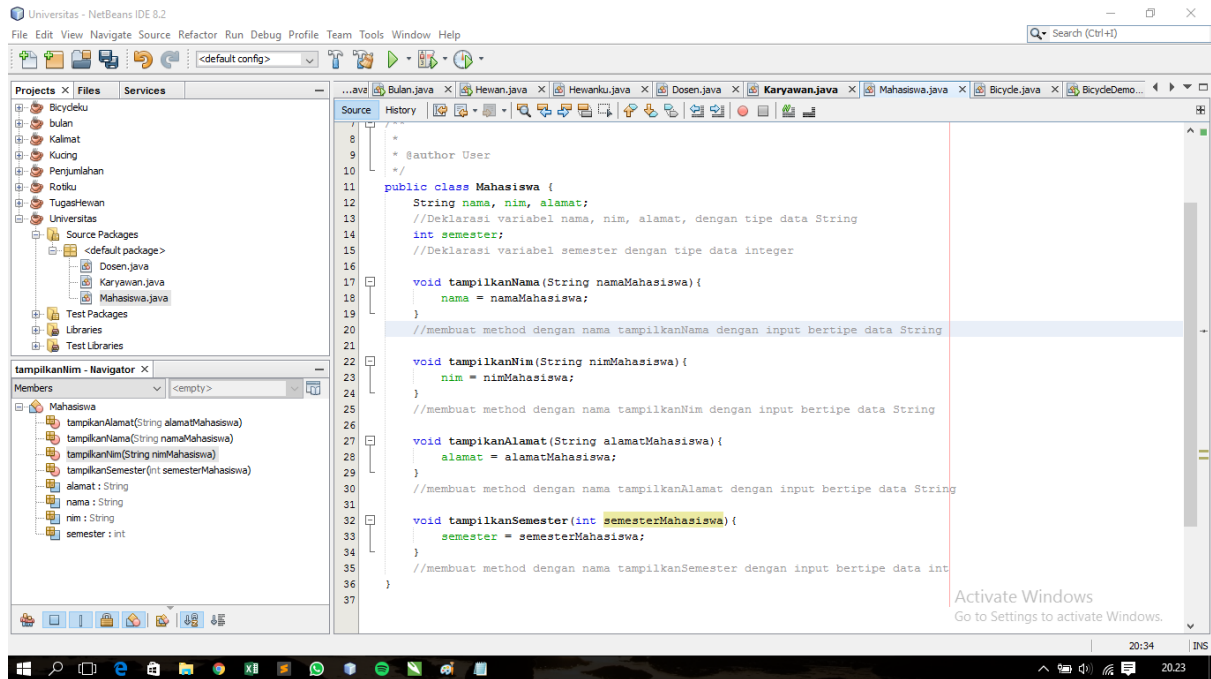 Universitas - NetBeans IDE 8.2
File Edit View Navigate Source Refactor Run Debug Profile Team Tools Window Help
Search (Ctrl+I)
<default config>
Projects Files Services
Bicycleku
bulan
Kalimat
Kucing
Penjumlahan
Rotiku
TugasHewan
Universitas
Source Packages
<default package>
Dosen.java
Karyawan.java
Mahasiswa.java
Test Packages
Libraries
Test Libraries
tampilkanNim - Navigator
Members <empty>
Mahasiswa
tampikanAlamat(String alamatMahasiswa)
tampilkanNama(String namaMahasiswa)
tampilkanNim(String nimMahasiswa)
tampilkanSemester(int semesterMahasiswa)
alamat : String
nama : String
nim : String
semester : int
...ava Bulan.java Hewan.java Hewanku.java Dosen.java Karyawan.java Mahasiswa.java Bicycle.java BicycleDemo...
Source History
7 /**
8 *
9 * @author User
10 */
11 public class Mahasiswa {
12 String nama, nim, alamat;
13 //Deklarasi variabel nama, nim, alamat, dengan tipe data String
14 int semester;
15 //Deklarasi variabel semester dengan tipe data integer
16
17 void tampilkanNama(String namaMahasiswa){
18 nama = namaMahasiswa;
19 }
20 //membuat method dengan nama tampilkanNama dengan input bertipe data String
21
22 void tampilkanNim(String nimMahasiswa){
23 nim = nimMahasiswa;
24 }
25 //membuat method dengan nama tampilkanNim dengan input bertipe data String
26
27 void tampikanAlamat(String alamatMahasiswa){
28 alamat = alamatMahasiswa;
29 }
30 //membuat method dengan nama tampilkanAlamat dengan input bertipe data String
31
32 void tampilkanSemester(int semesterMahasiswa){
33 semester = semesterMahasiswa;
34 }
35 //membuat method dengan nama tampilkanSemester dengan input bertipe data int
36 }
37
Activate Windows
Go to Settings to activate Windows.
20:34 INS
20.23